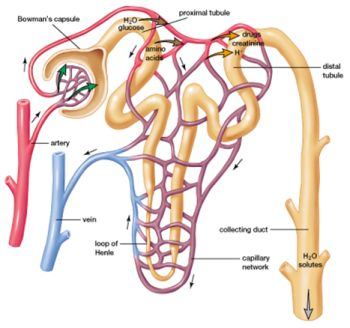 Bowman's capsule
H₂O
glucose
proximal tubule
amino
acids
drugs
creatinine
H⁺
distal
tubule
artery
vein
loop of
Henle
collecting duct
capillary
network
H₂O
solutes